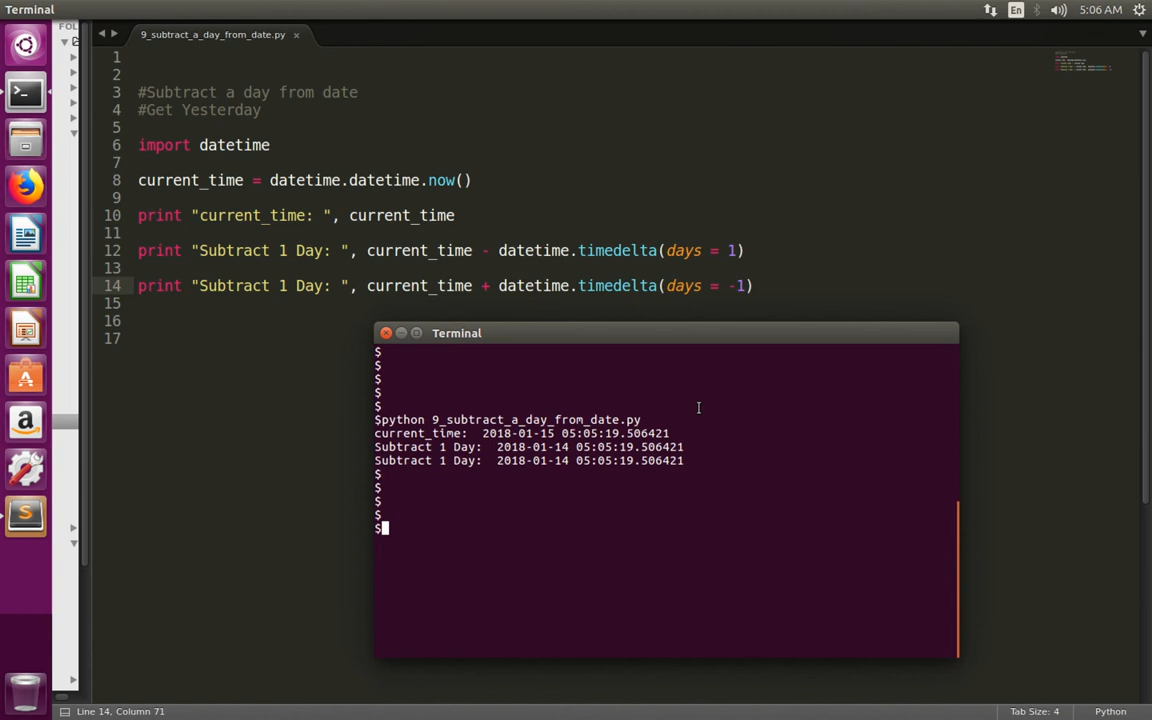 Terminal
En
5:06 AM
FOL
9_subtract_a_day_from_date.py ×
1
2
3 #Subtract a day from date
4 #Get Yesterday
5
6 import datetime
7
8 current_time = datetime.datetime.now()
9
10 print "current_time: ", current_time
11
12 print "Subtract 1 Day: ", current_time - datetime.timedelta(days = 1)
13
14 print "Subtract 1 Day: ", current_time + datetime.timedelta(days = -1)
15
16
17
Terminal
$
$
$
$
$
$python 9_subtract_a_day_from_date.py
current_time:  2018-01-15 05:05:19.506421
Subtract 1 Day:  2018-01-14 05:05:19.506421
Subtract 1 Day:  2018-01-14 05:05:19.506421
$
$
$
$
$
Line 14, Column 71
Tab Size: 4
Python